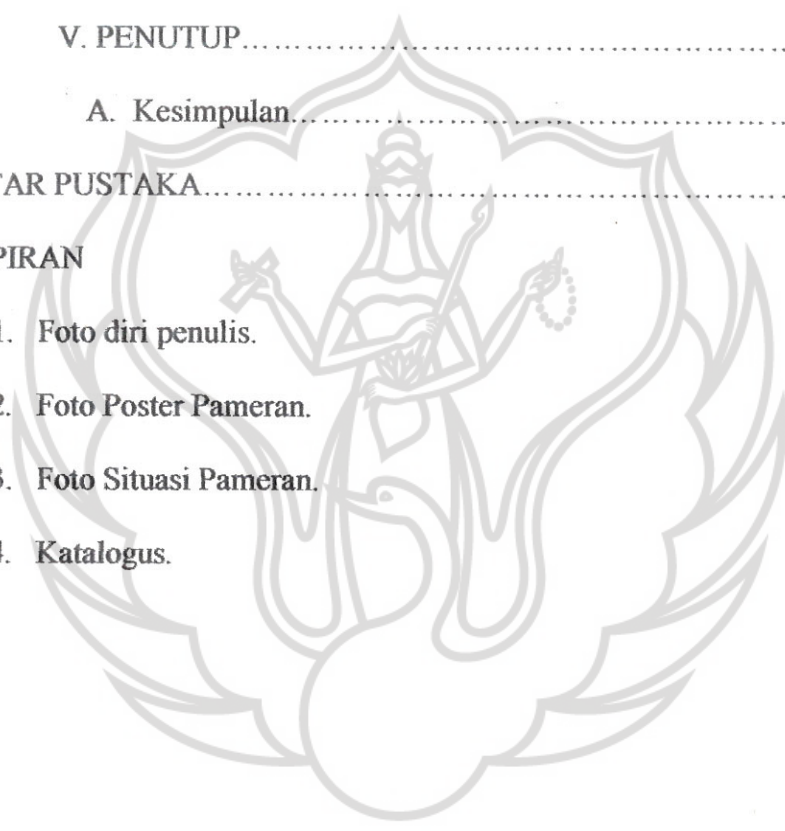 V. PENUTUP
A. Kesimpulan
TAR PUSTAKA
PIRAN
1. Foto diri penulis.
2. Foto Poster Pameran.
3. Foto Situasi Pameran.
4. Katalogus.